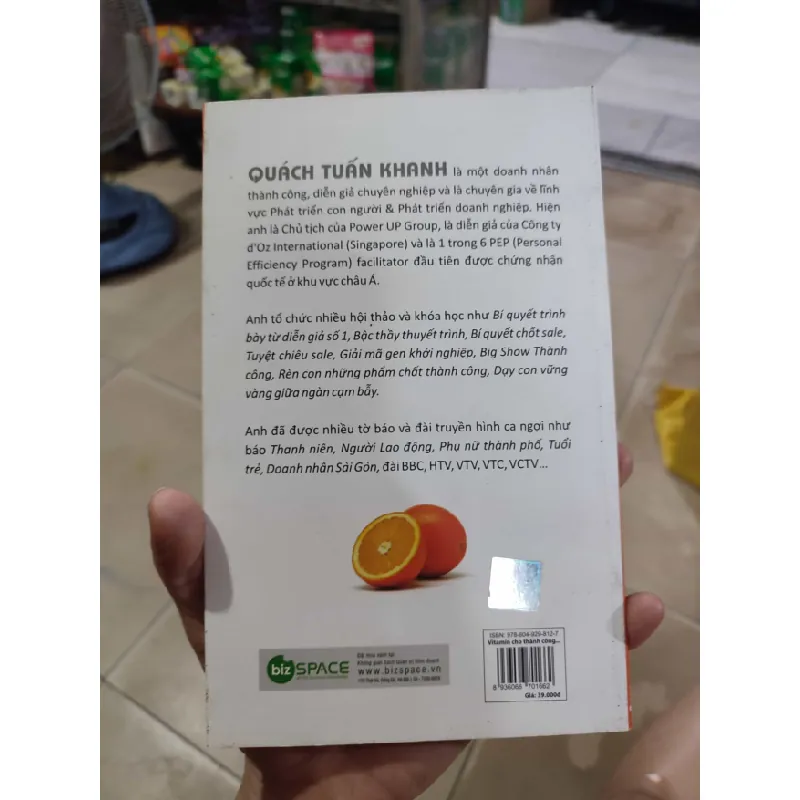 QUÁCH TUẤN KHANH là một doanh nhân
thành công, diễn giả chuyên nghiệp và là chuyên gia về lĩnh
vực Phát triển con người & Phát triển doanh nghiệp. Hiện
anh là Chủ tịch của Power UP Group, là diễn giả của Công ty
d'Oz International (Singapore) và là 1 trong 6 PEP (Personal
Efficiency Program) facilitator đầu tiên được chứng nhận
quốc tế ở khu vực châu Á.
Anh tổ chức nhiều hội thảo và khóa học như Bí quyết trình
bày từ diễn giả số 1, Bậc thầy thuyết trình, Bí quyết chốt sale,
Tuyệt chiêu sale, Giải mã gen khởi nghiệp, Big Show Thành
công, Rèn con những phẩm chất thành công, Dạy con vững
vàng giữa ngàn cạm bẫy.
Anh đã được nhiều tờ báo và đài truyền hình ca ngợi như
báo Thanh niên, Người Lao động, Phụ nữ thành phố, Tuổi
trẻ, Doanh nhân Sài Gòn, đài BBC, HTV, VTV, VTC, VCTV...
biz SPACE
www.bizspace.vn
ISBN: 978-604-925-812-7
Vitamin cho thành công...
8 936066 701862
Giá: 39.000đ